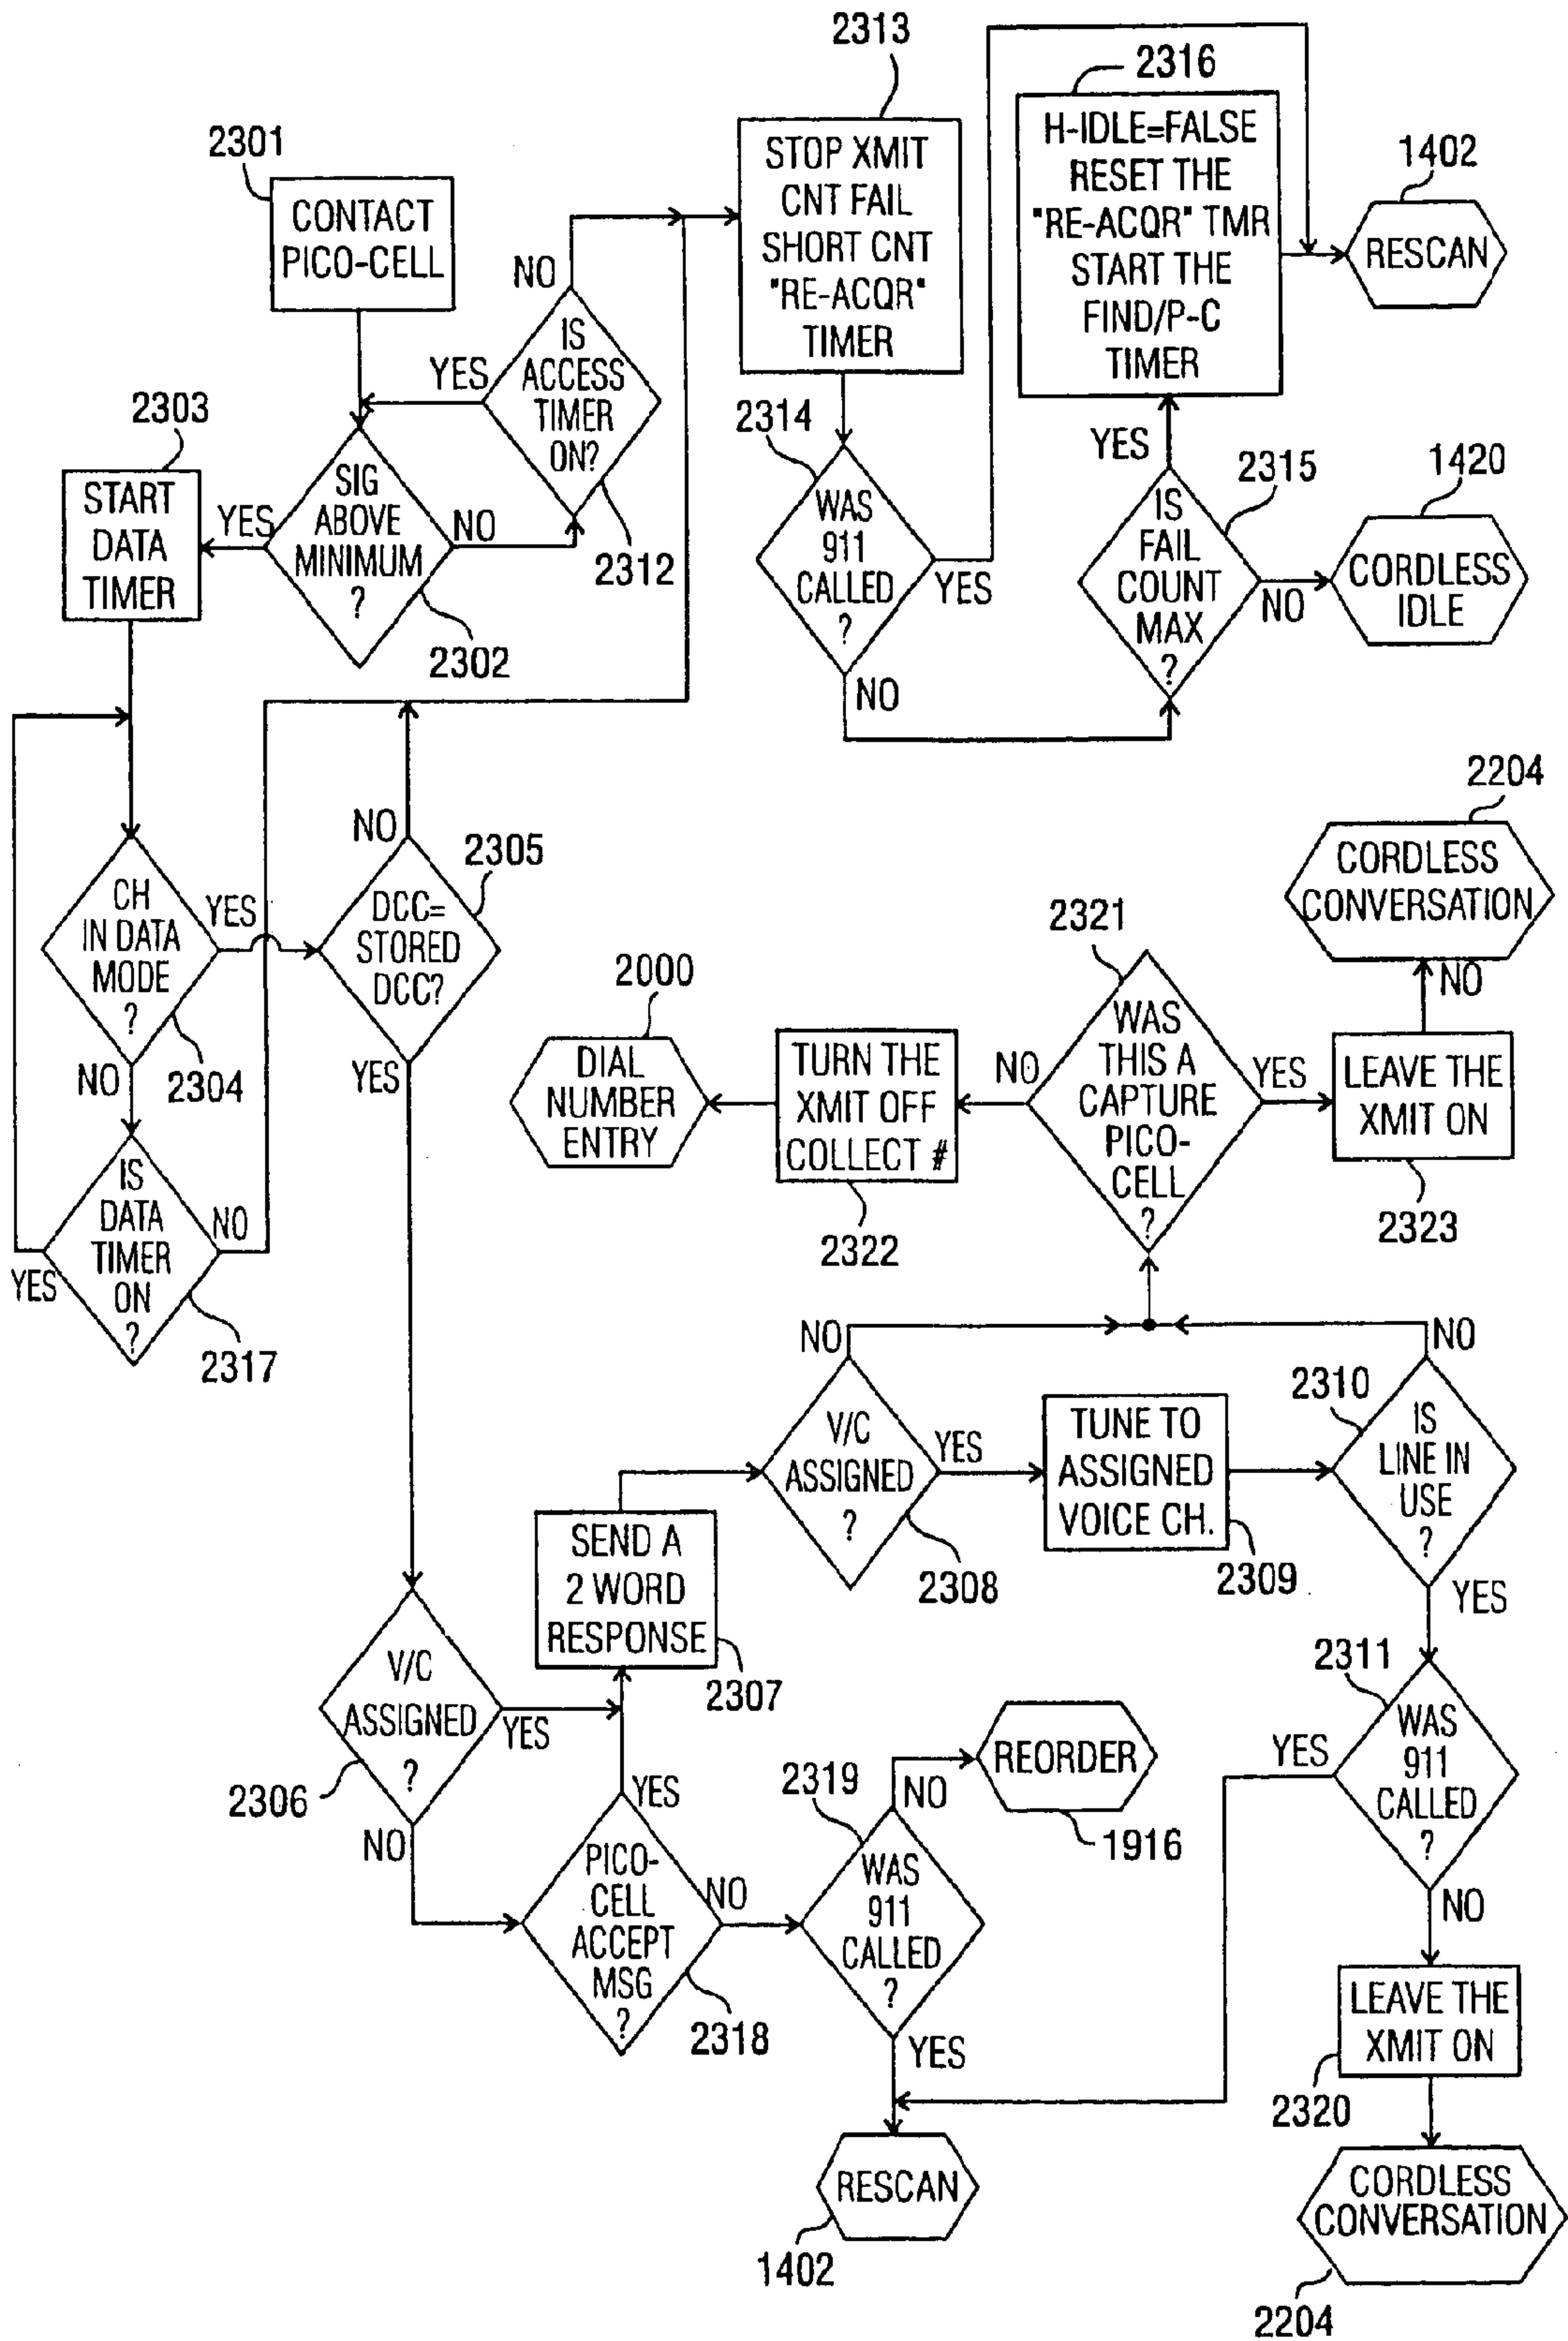 2313
2316
2301
STOP XMIT
CNT FAIL
SHORT CNT
"RE-ACQR"
TIMER
H-IDLE=FALSE
RESET THE
"RE-ACQR" TMR
START THE
FIND/P-C
TIMER
1402
RESCAN
CONTACT
PICO-CELL
NO
IS
ACCESS
TIMER
ON?
YES
2312
2303
START
DATA
TIMER
YES
SIG
ABOVE
MINIMUM
?
NO
2302
2314
WAS
911
CALLED
?
YES
NO
YES
2315
IS
FAIL
COUNT
MAX
?
NO
1420
CORDLESS
IDLE
CH
IN DATA
MODE
?
YES
NO
2304
NO
2305
DCC=
STORED
DCC?
YES
IS
DATA
TIMER
ON
?
NO
YES
2317
2204
CORDLESS
CONVERSATION
NO
2321
WAS
THIS A
CAPTURE
PICO-
CELL
?
NO
YES
LEAVE THE
XMIT ON
2323
2000
DIAL
NUMBER
ENTRY
TURN THE
XMIT OFF
COLLECT #
2322
NO
V/C
ASSIGNED
?
YES
2308
TUNE TO
ASSIGNED
VOICE CH.
2309
NO
2310
IS
LINE IN
USE
?
YES
SEND A
2 WORD
RESPONSE
2307
V/C
ASSIGNED
?
YES
2306
NO
YES
PICO-
CELL
ACCEPT
MSG
?
NO
2318
2319
NO
WAS
911
CALLED
?
YES
REORDER
1916
2311
WAS
911
CALLED
?
YES
NO
LEAVE THE
XMIT ON
2320
RESCAN
1402
CORDLESS
CONVERSATION
2204